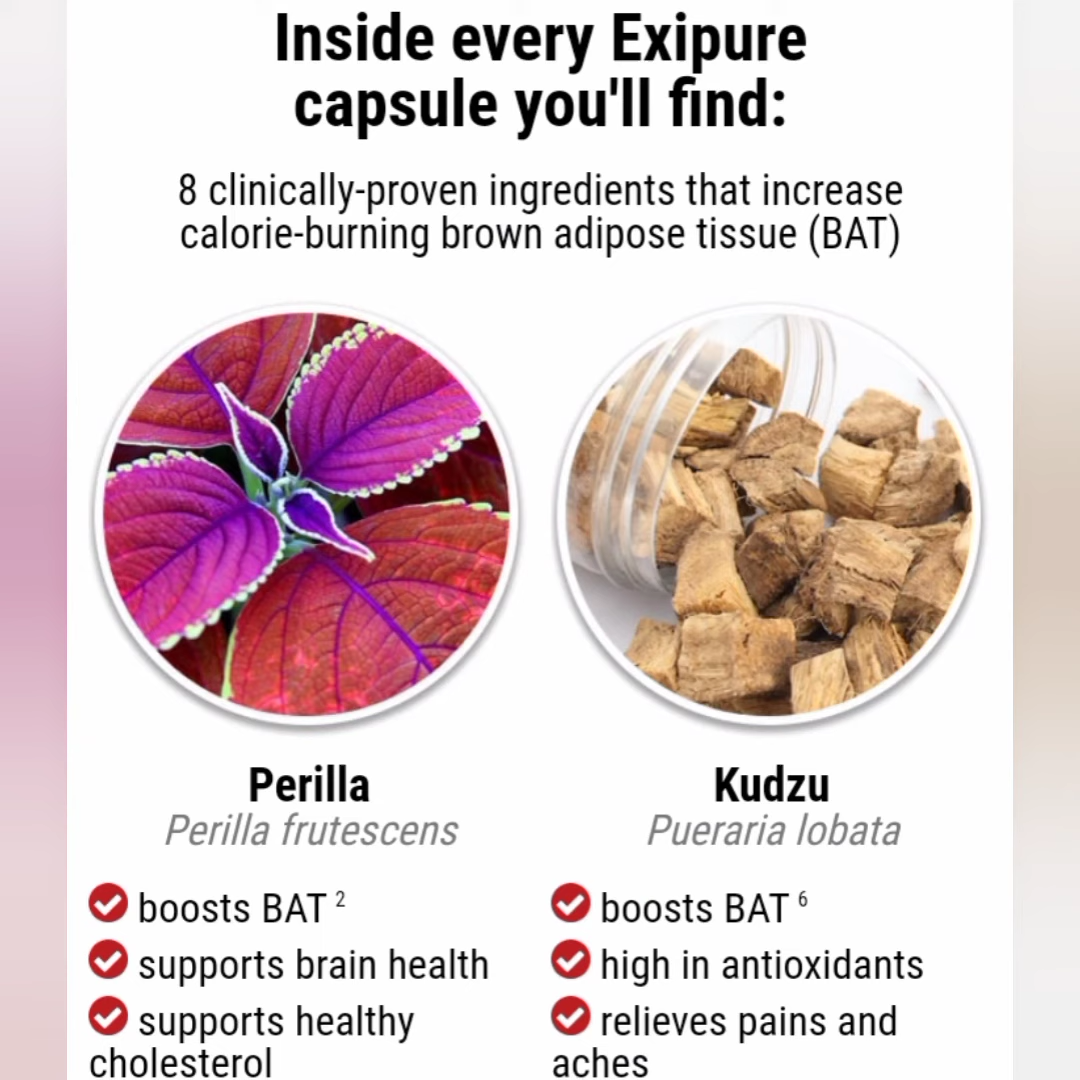 Inside every Exipure
capsule you'll find:
8 clinically-proven ingredients that increase
calorie-burning brown adipose tissue (BAT)
Perilla
Perilla frutescens
boosts BAT 2
supports brain health
supports healthy
cholesterol
Kudzu
Pueraria lobata
boosts BAT 6
high in antioxidants
relieves pains and
aches